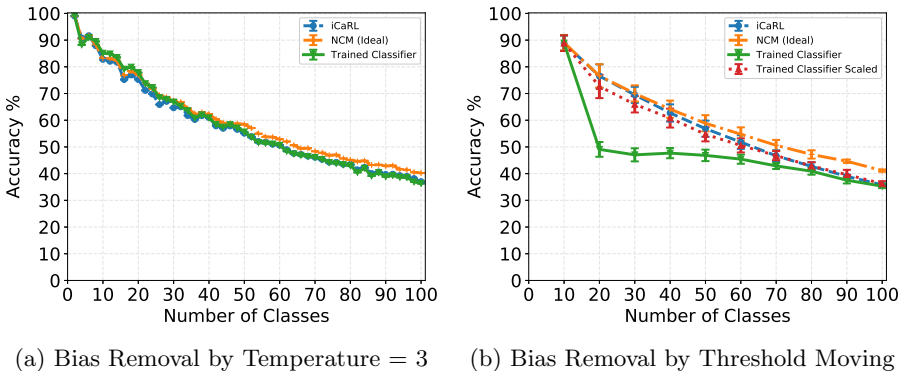 iCaRL
NCM (Ideal)
Trained Classifier
Accuracy %
100
90
80
70
60
50
40
30
20
10
0
0 10 20 30 40 50 60 70 80 90 100
Number of Classes
(a) Bias Removal by Temperature = 3
iCaRL
NCM (Ideal)
Trained Classifier
Trained Classifier Scaled
Accuracy %
100
90
80
70
60
50
40
30
20
10
0
0 10 20 30 40 50 60 70 80 90 100
Number of Classes
(b) Bias Removal by Threshold Moving